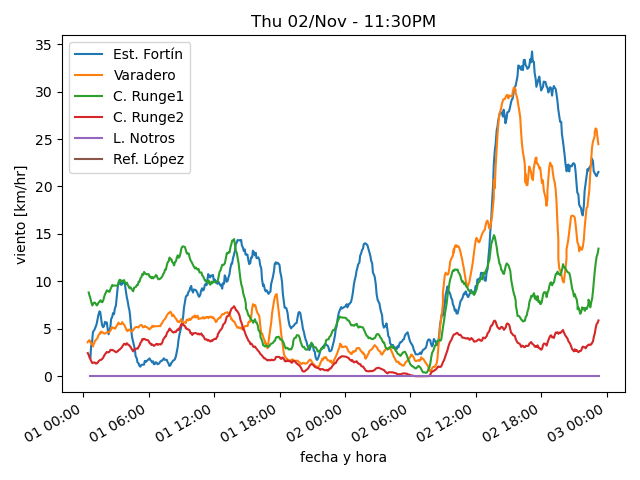 Thu 02/Nov - 11:30PM
Est. Fortín
Varadero
C. Runge1
C. Runge2
L. Notros
Ref. López
viento [km/hr]
35
30
25
20
15
10
5
0
01 00:00
01 06:00
01 12:00
01 18:00
02 00:00
02 06:00
02 12:00
02 18:00
03 00:00
fecha y hora